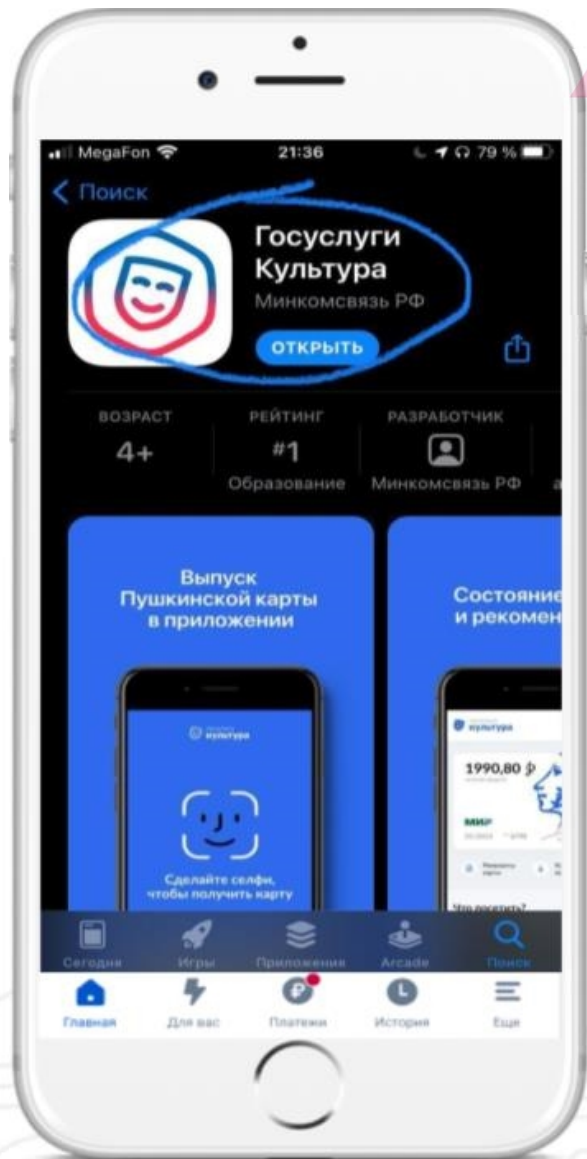 MegaFon
21:36
79 %
Поиск
Госуслуги
Культура
Минкомсвязь РФ
ОТКРЫТЬ
ВОЗРАСТ
РЕЙТИНГ
РАЗРАБОТЧИК
4+
#1
Образование
Минкомсвязь РФ
Выпуск
Пушкинской карты
в приложении
Состояние
и рекомен
культура
культура
1990,80 ₽
МИР
Сделайте селфи,
чтобы получить карту
Что посетить?
Сегодня
Игры
Приложения
Arcade
Поиск
Главная
Для вас
Платежи
История
Еще